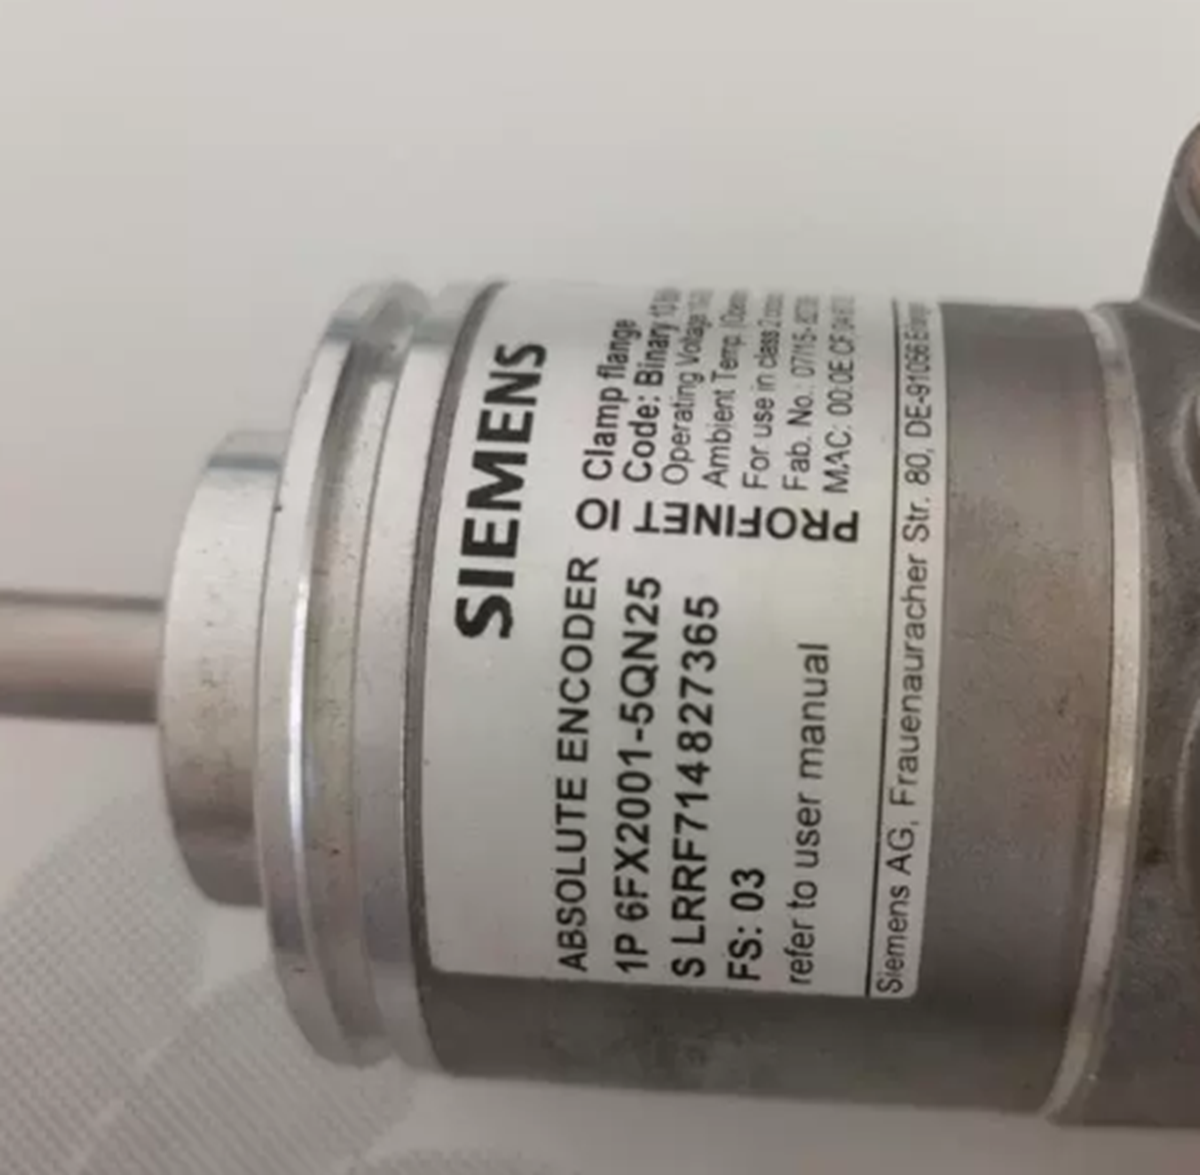 SIEMENS
ABSOLUTE ENCODER
1P 6FX2001-5QN25
S LRRF714827365
FS: 03
refer to user manual
PROFINET IO
Clamp flange
Code: Binary
Operating Voltage
Ambient Temp.
For use in class 2
Fab. No.: 07/15-
MAC: 00:0E:CF:
Siemens AG, Frauenauracher Str. 80, DE-91056